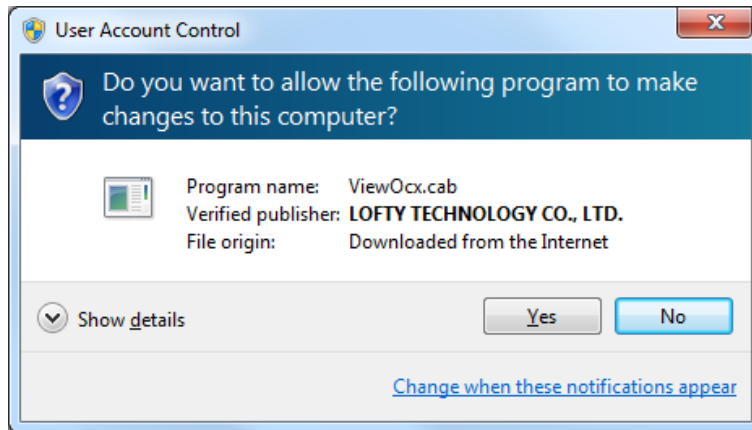 User Account Control
Do you want to allow the following program to make
changes to this computer?
Program name: ViewOcx.cab
Verified publisher: LOFTY TECHNOLOGY CO., LTD.
File origin: Downloaded from the Internet
Show details
Yes
No
Change when these notifications appear